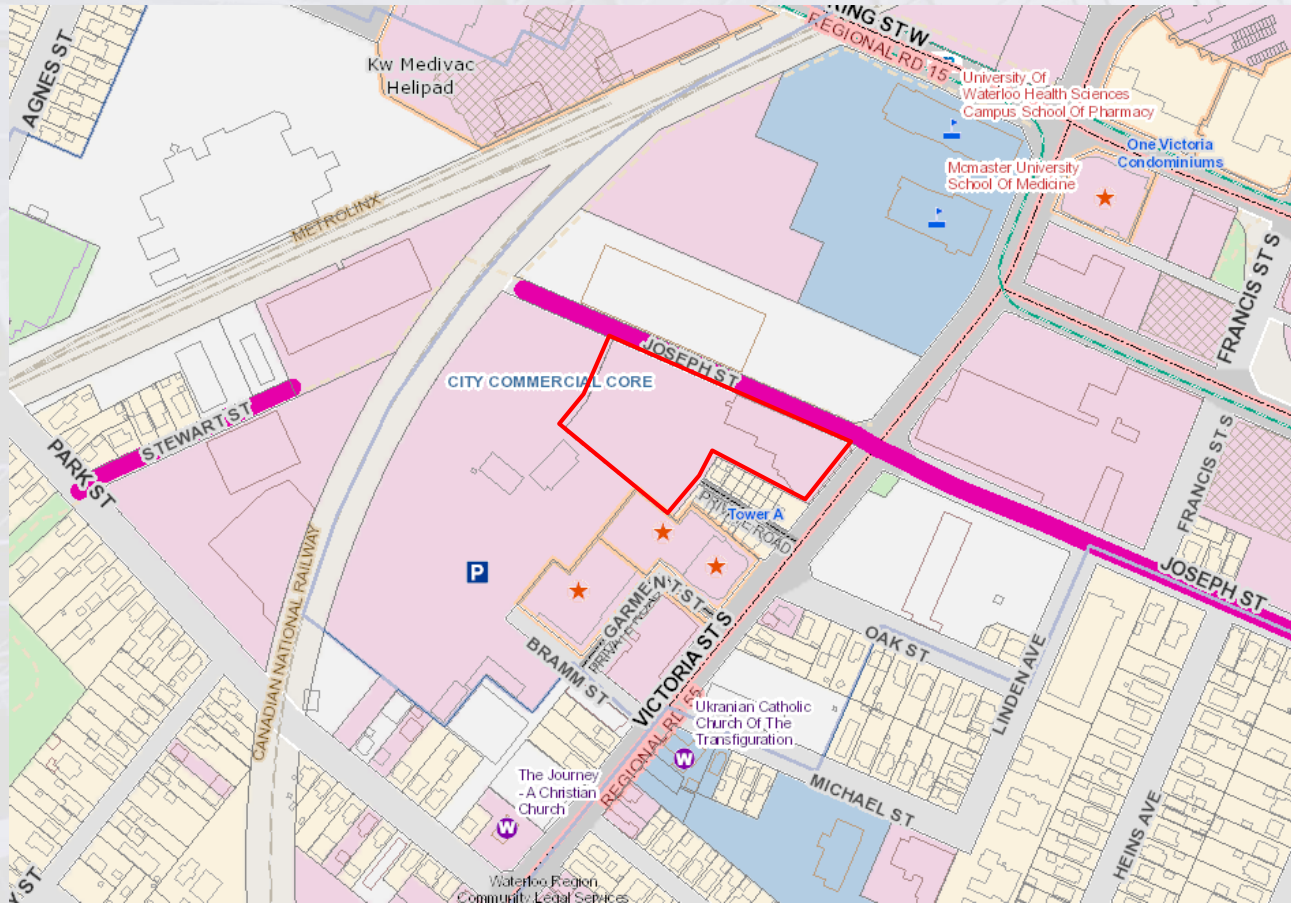 KING ST W
REGIONAL RD 15
AGNES ST
Kw Medivac
Helipad
University Of
Waterloo Health Sciences
Campus School Of Pharmacy
One Victoria
Condominiums
Mcmaster University
School Of Medicine
METROLINX
FRANCIS ST S
JOSEPH ST
CITY COMMERCIAL CORE
STEWART ST
PARK ST
FRANCIS ST S
Tower A
PRIVATE ROAD
P
JOSEPH ST
GARMENT ST
PRIVATE ROAD
CANADIAN NATIONAL RAILWAY
BRAMM ST
VICTORIA ST S
OAK ST
LINDEN AVE
REGIONAL RD 55
Ukranian Catholic
Church Of The
Transfiguration
W
MICHAEL ST
The Journey
- A Christian
Church
W
HEINS AVE
Waterloo Region
Community Legal Services
ST